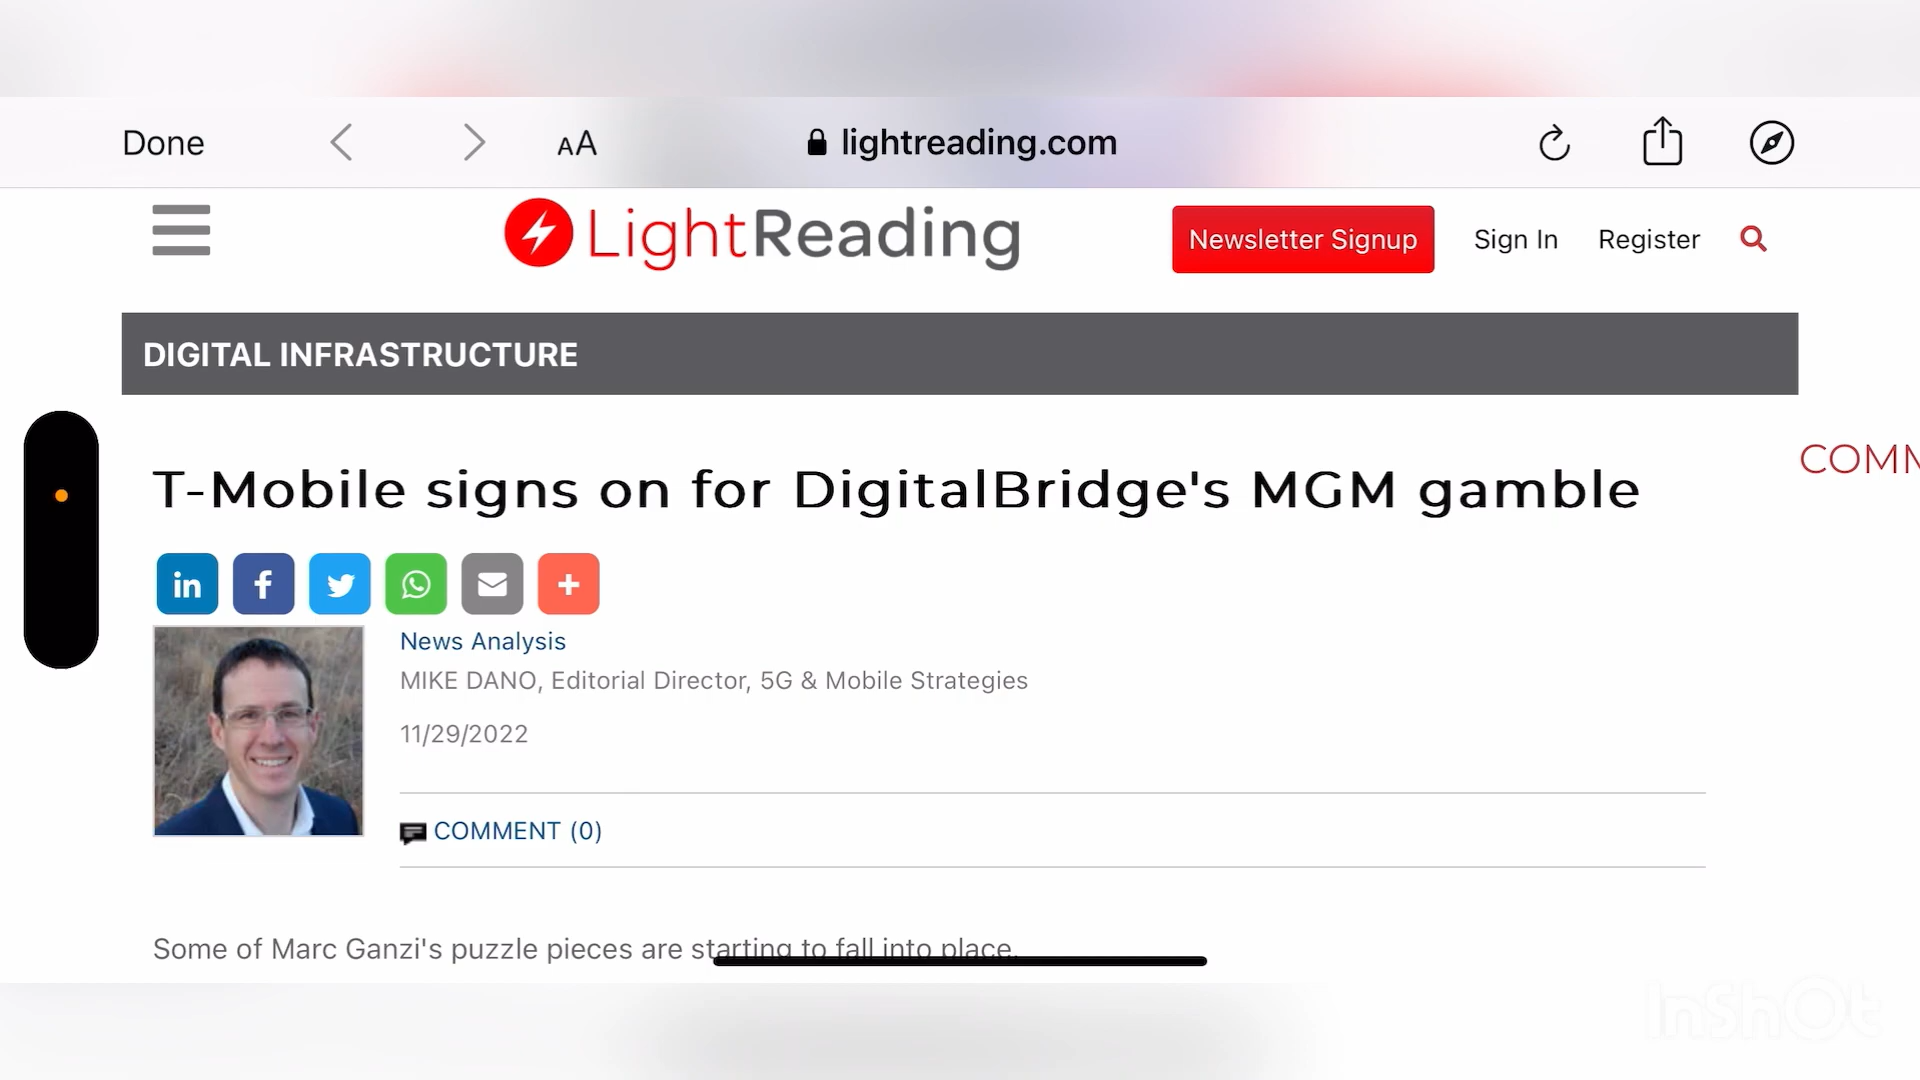 Done
AA
lightreading.com
LightReading
Newsletter Signup
Sign In
Register
DIGITAL INFRASTRUCTURE
COMM
T-Mobile signs on for DigitalBridge's MGM gamble
in
f
News Analysis
MIKE DANO, Editorial Director, 5G & Mobile Strategies
11/29/2022
COMMENT (0)
Some of Marc Ganzi's puzzle pieces are starting to fall into place.
InShOt